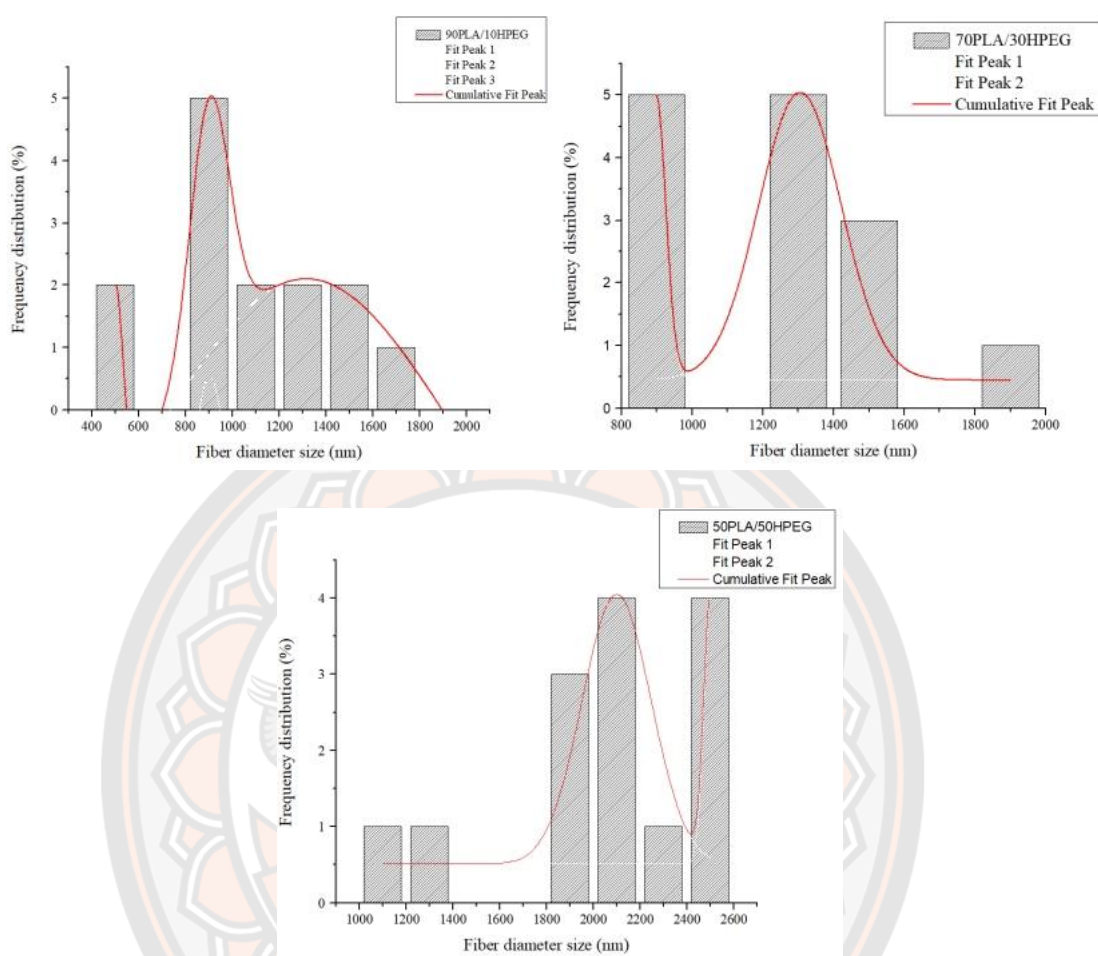 90PLA/10HPEG
Fit Peak 1
Fit Peak 2
Fit Peak 3
Cumulative Fit Peak
5
4
3
2
1
0
Frequency distribution (%)
400 600 800 1000 1200 1400 1600 1800 2000
Fiber diameter size (nm)
70PLA/30HPEG
Fit Peak 1
Fit Peak 2
Cumulative Fit Peak
5
4
3
2
1
0
Frequency distribution (%)
800 1000 1200 1400 1600 1800 2000
Fiber diameter size (nm)
50PLA/50HPEG
Fit Peak 1
Fit Peak 2
Cumulative Fit Peak
4
3
2
1
0
Frequency distribution (%)
1000 1200 1400 1600 1800 2000 2200 2400 2600
Fiber diameter size (nm)